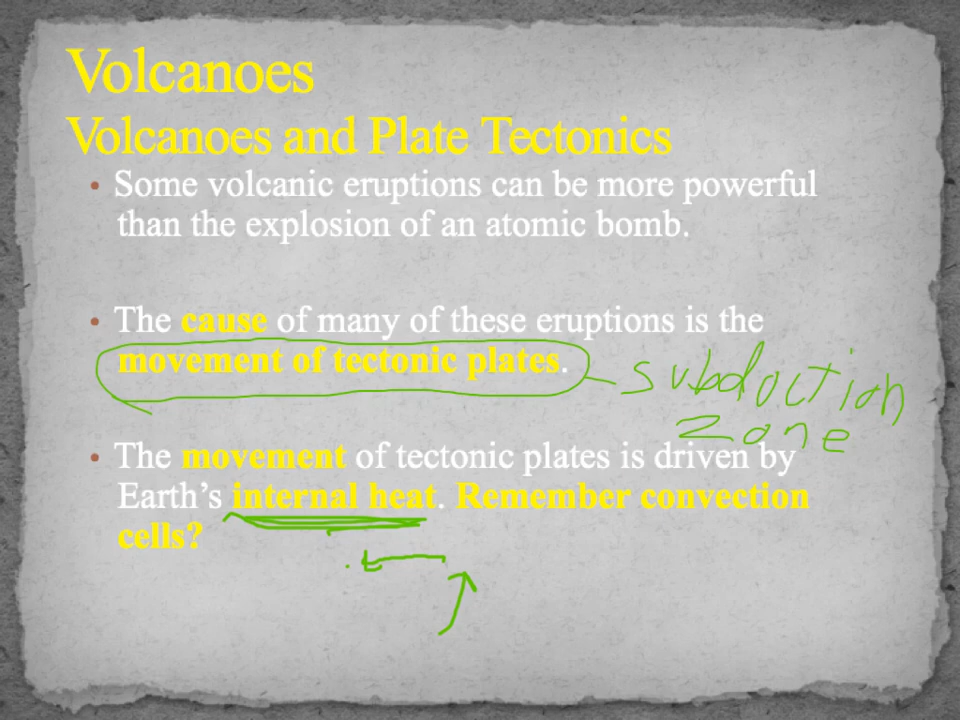 Volcanoes
Volcanoes and Plate Tectonics
• Some volcanic eruptions can be more powerful
than the explosion of an atomic bomb.
• The cause of many of these eruptions is the
movement of tectonic plates.
subduction
zone
• The movement of tectonic plates is driven by
Earth’s internal heat. Remember convection
cells?